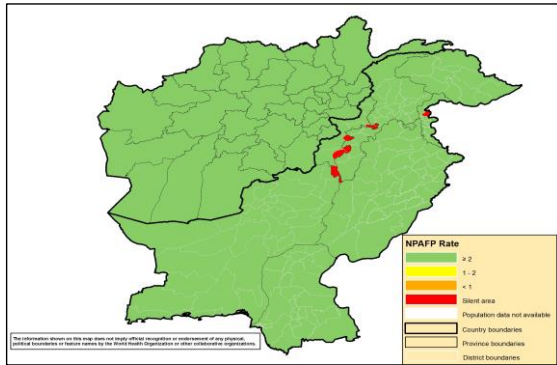 NPAFP Rate
≥ 2
1 - 2
< 1
Silent area
Population data not available
Country boundaries
Province boundaries
District boundaries
The information shown on this map does not imply official recognition or endorsement of any physical,
political boundaries or feature names by the World Health Organization or other collaborative organizations.